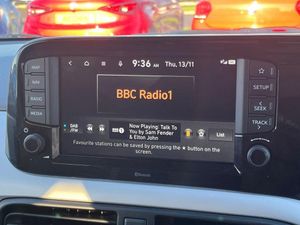 9:36 AM Thu, 13/11
MAP
RADIO
MEDIA
SETUP
SEEK
TRACK
BBC Radio1
DAB
Now Playing: Talk To
You by Sam Fender
& Elton John
List
Favourite stations can be saved by pressing the ★ button on the
screen.
Bluetooth